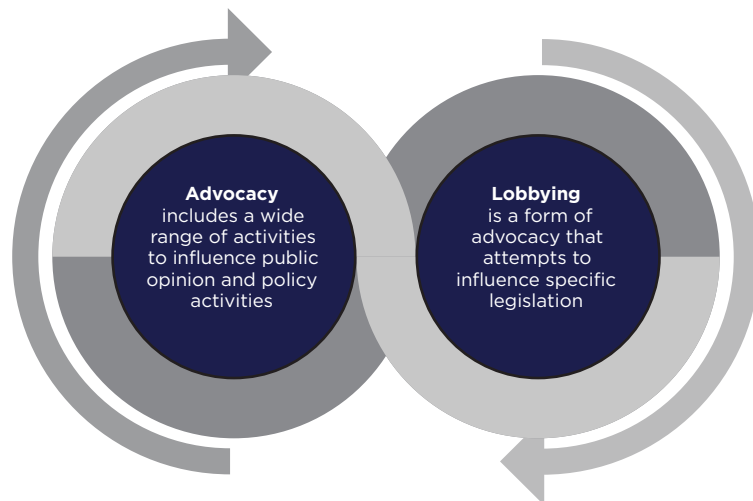 Advocacy
includes a wide
range of activities
to influence public
opinion and policy
activities
Lobbying
is a form of
advocacy that
attempts to
influence specific
legislation